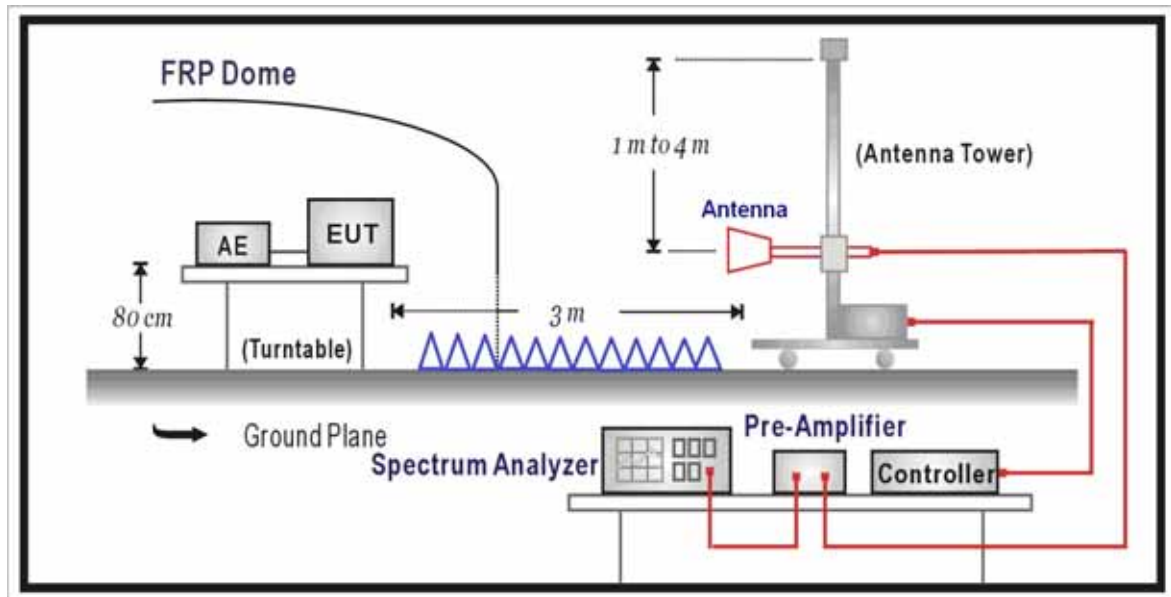 FRP Dome
1 m to 4 m
(Antenna Tower)
Antenna
AE
EUT
80 cm
3 m
(Turntable)
Ground Plane
Spectrum Analyzer
Pre-Amplifier
Controller